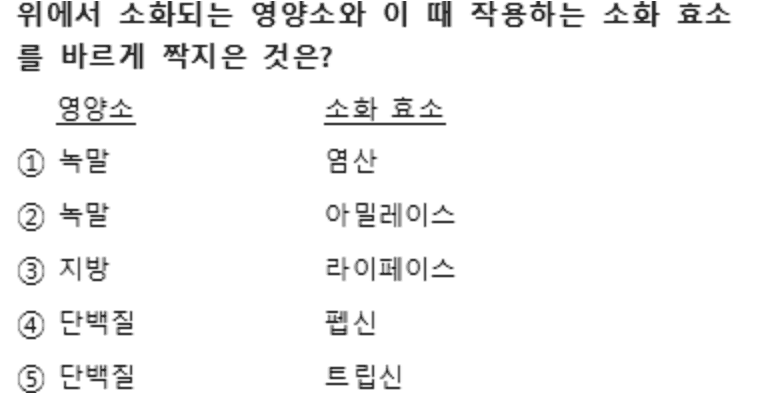 위에서 소화되는 영양소와 이 때 작용하는 소화 효소
를 바르게 짝지은 것은?
영양소 소화 효소
① 녹말 염산
② 녹말 아밀레이스
③ 지방 라이페이스
④ 단백질 펩신
⑤ 단백질 트립신